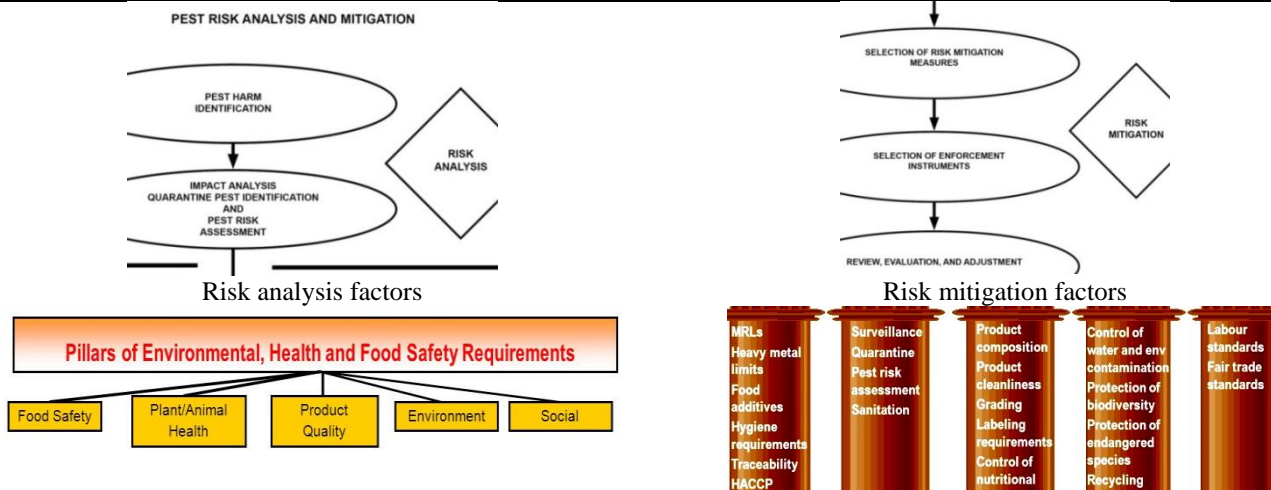 PEST RISK ANALYSIS AND MITIGATION
PEST HARM
IDENTIFICATION
RISK
ANALYSIS
IMPACT ANALYSIS
QUARANTINE PEST IDENTIFICATION
AND
PEST RISK
ASSESSMENT
SELECTION OF RISK MITIGATION
MEASURES
RISK
MITIGATION
SELECTION OF ENFORCEMENT
INSTRUMENTS
REVIEW, EVALUATION, AND ADJUSTMENT
Risk analysis factors
Risk mitigation factors
Pillars of Environmental, Health and Food Safety Requirements
Food Safety
Plant/Animal
Health
Product
Quality
Environment
Social
MRLs
Heavy metal
limits
Food
additives
Hygiene
requirements
Traceability
HACCP
Surveillance
Quarantine
Pest risk
assessment
Sanitation
Product
composition
Product
cleanliness
Grading
Labeling
requirements
Control of
nutritional
Control of
water and env
contamination
Protection of
biodiversity
Protection of
endangered
species
Recycling
Labour
standards
Fair trade
standards